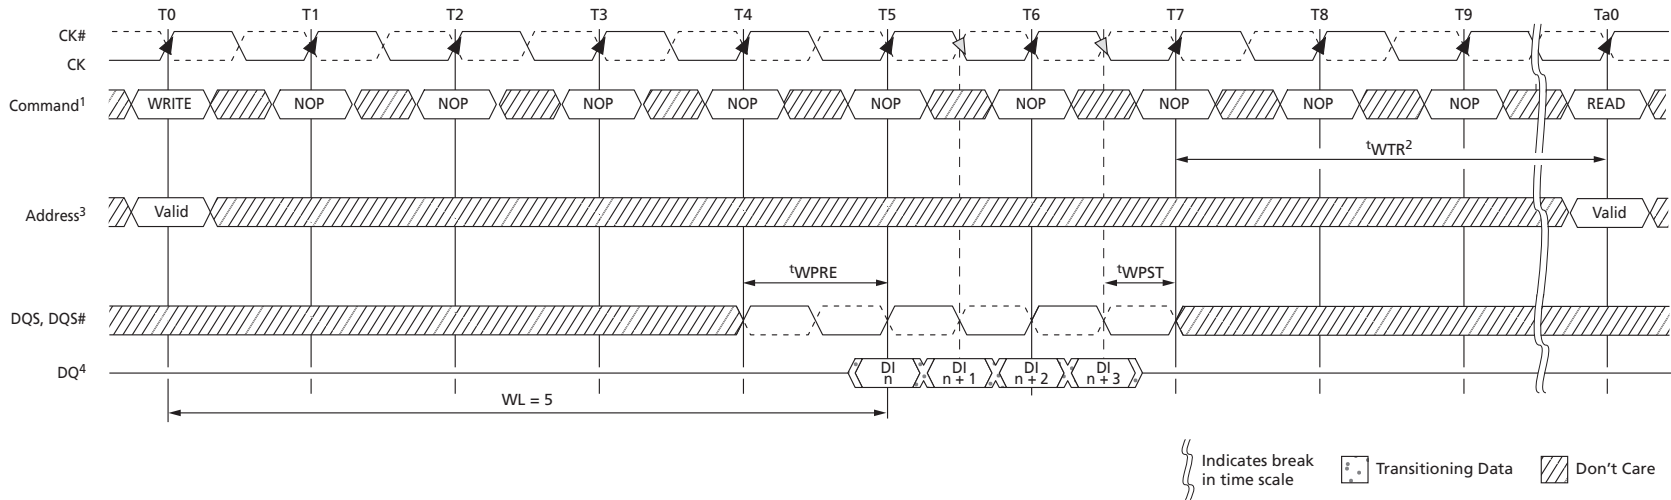 T0 T1 T2 T3 T4 T5 T6 T7 T8 T9 Ta0
CK#
CK
Command1 WRITE NOP NOP NOP NOP NOP NOP NOP NOP NOP READ
tWTR2
Address3 Valid Valid
tWPRE tWPST
DQS, DQS#
DQ4 DI n DI n + 1 DI n + 2 DI n + 3
WL = 5
Indicates break in time scale
Transitioning Data
Don't Care